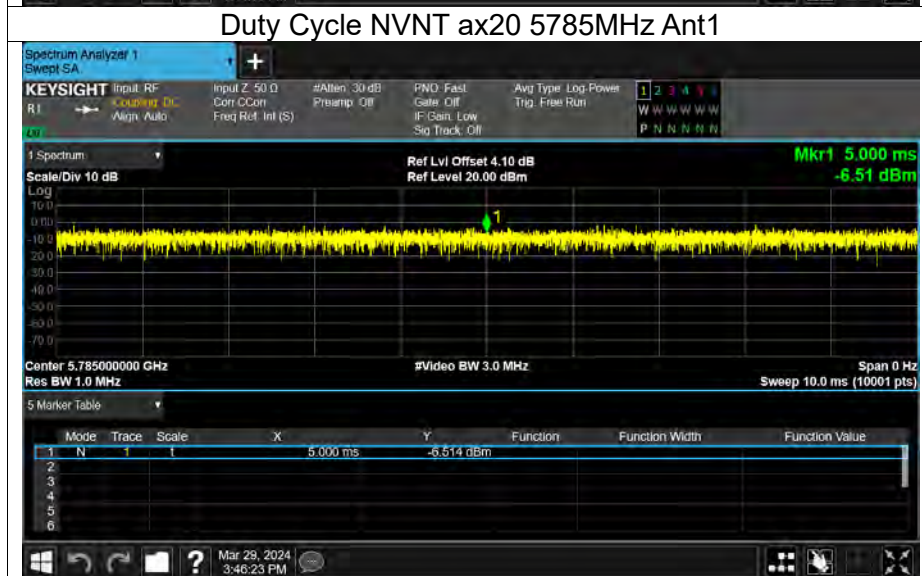 Duty Cycle NVNT ax20 5785MHz Ant1
Spectrum Analyzer 1
Swept SA
KEYSIGHT Input: RF Input Z: 50 Ω #Atten: 30 dB PNO: Fast Avg Type: Log-Power 1 2 3 4 5 6
R1 Coupling: DC Corr CCorr Preamp: Off Gate: Off Trig: Free Run W W W W W W
Align: Auto Freq Ref: Int (S) IF Gain: Low
Sig Track: Off P N N N N N
1 Spectrum Ref Lvl Offset 4.10 dB Mkr1 5.000 ms
Scale/Div 10 dB Ref Level 20.00 dBm -6.51 dBm
Log
10.0
0.00
1
-10.0
-20.0
-30.0
-40.0
-50.0
-60.0
-70.0
Center 5.785000000 GHz #Video BW 3.0 MHz Span 0 Hz
Res BW 1.0 MHz Sweep 10.0 ms (10001 pts)
5 Marker Table
Mode Trace Scale X Y Function Function Width Function Value
1 N 1 t 5.000 ms -6.514 dBm
2
3
4
5
6
Mar 29, 2024
3:46:23 PM